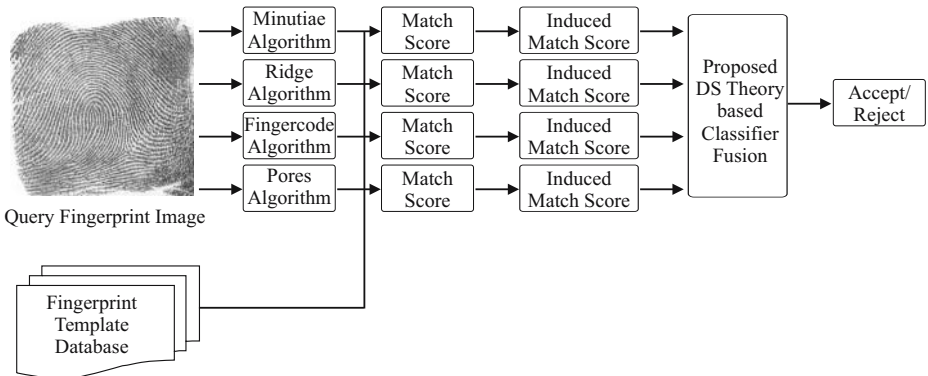 Minutiae
Algorithm
Match
Score
Induced
Match Score
Ridge
Algorithm
Match
Score
Induced
Match Score
Fingercode
Algorithm
Match
Score
Induced
Match Score
Pores
Algorithm
Match
Score
Induced
Match Score
Proposed
DS Theory
based
Classifier
Fusion
Accept/
Reject
Query Fingerprint Image
Fingerprint
Template
Database